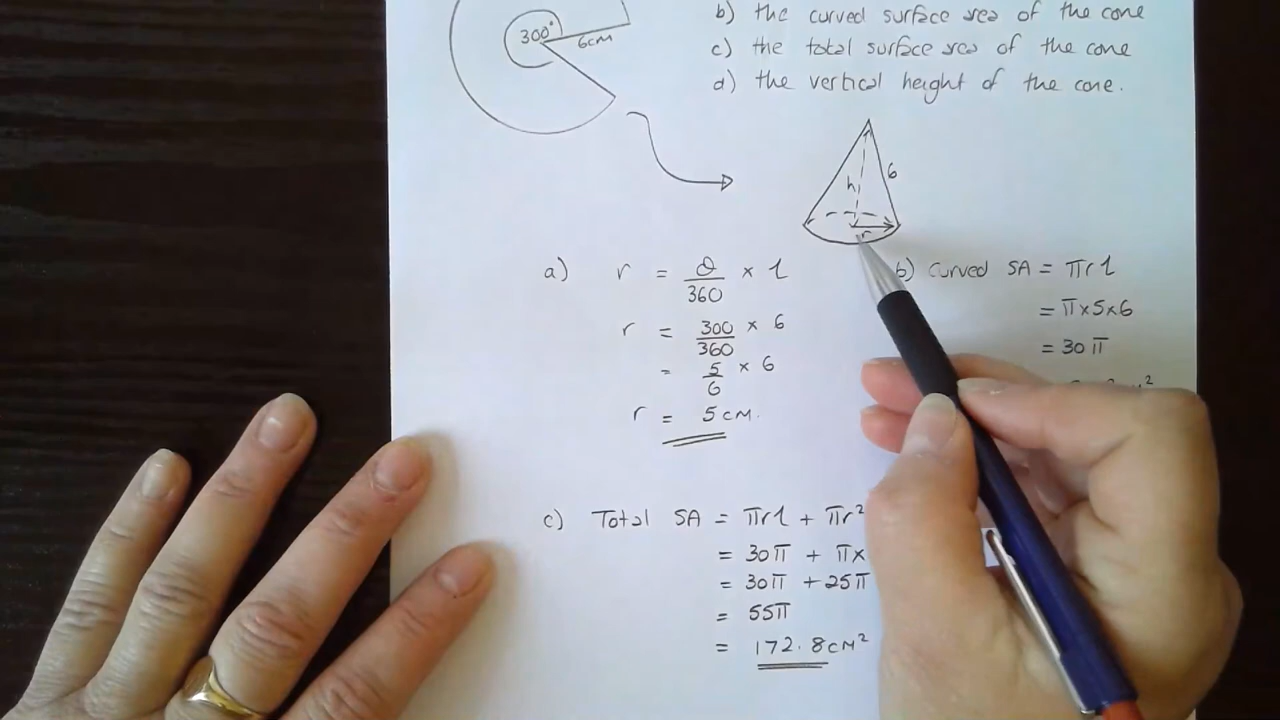 b) the curved surface area of the cone
300° 6cm
c) the total surface area of the cone
d) the vertical height of the cone.
h 6
r
a) r = θ/360 × l
b) Curved SA = πrl
r = 300/360 × 6
= π×5×6
= 30π
= 5/6 × 6
r = 5cm.
c) Total SA = πrl + πr²
= 30π + πx
= 30π + 25π
= 55π
= 172.8cm²